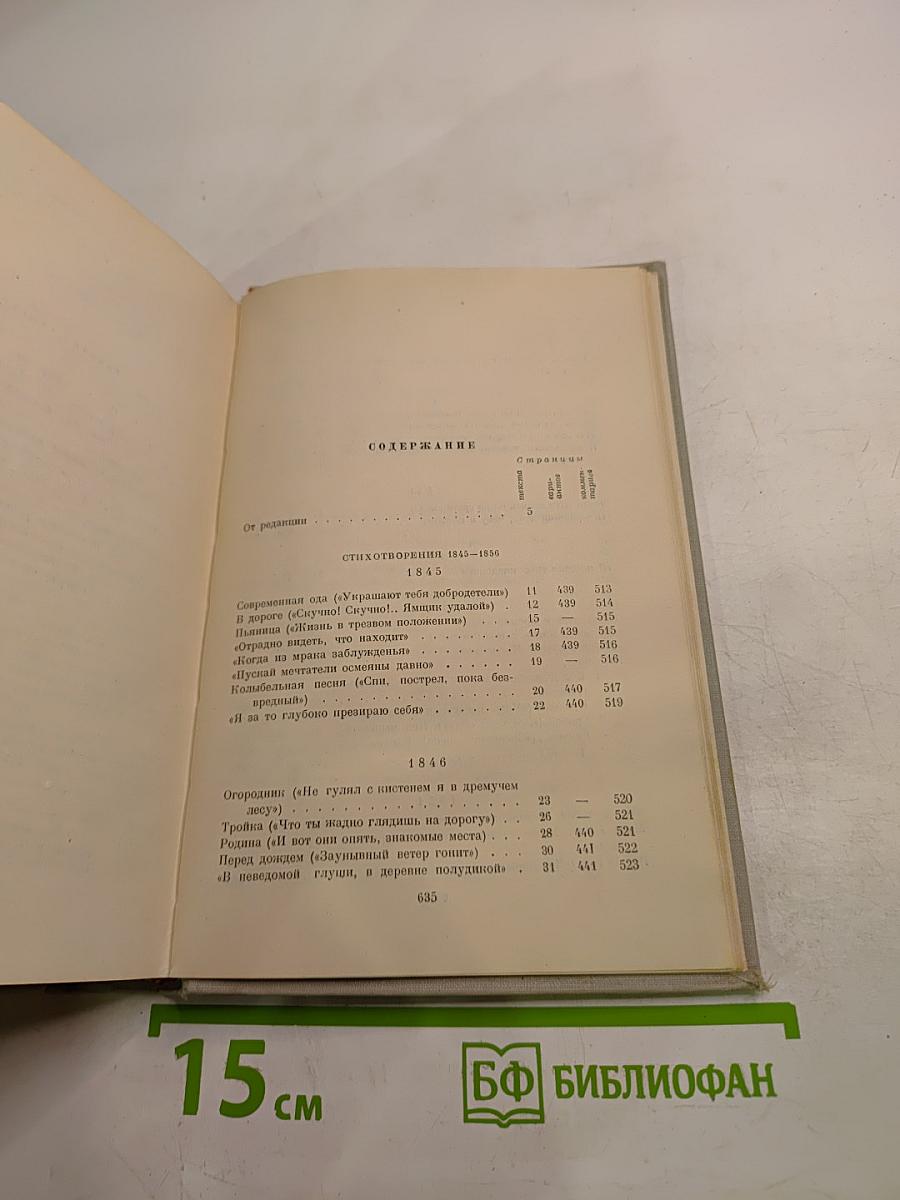 СОДЕРЖАНИЕ
Страницы
текста
вари-
антов
коммен-
тариев
От редакции . . . . . . . . . . . . . . . . . 5
СТИХОТВОРЕНИЯ 1845—1856
1845
Современная ода («Украшают тебя добродетели») 11 439 513
В дороге («Скучно! Скучно!.. Ямщик удалой») . 12 439 514
Пьяница («Жизнь в трезвом положении») . . . 15 — 515
«Отрадно видеть, что находит» . . . . . . . . 17 439 515
«Когда из мрака заблужденья» . . . . . . . . 18 439 516
«Пускай мечтатели осмеяны давно» . . . . . . 19 — 516
Колыбельная песня («Спи, пострел, пока без-
вредный») . . . . . . . . . . . . . . . . . 20 440 517
«Я за то глубоко презираю себя» . . . . . . . 22 440 519
1846
Огородник («Не гулял с кистенем я в дремучем
лесу») . . . . . . . . . . . . . . . . . . 23 — 520
Тройка («Что ты жадно глядишь на дорогу») . . 26 — 521
Родина («И вот они опять, знакомые места) . . . 28 440 521
Перед дождем («Заунывный ветер гонит») . . . 30 441 522
«В неведомой глуши, в деревне полудикой» . 31 441 523
635
15 см
БФ БИБЛИОФАН